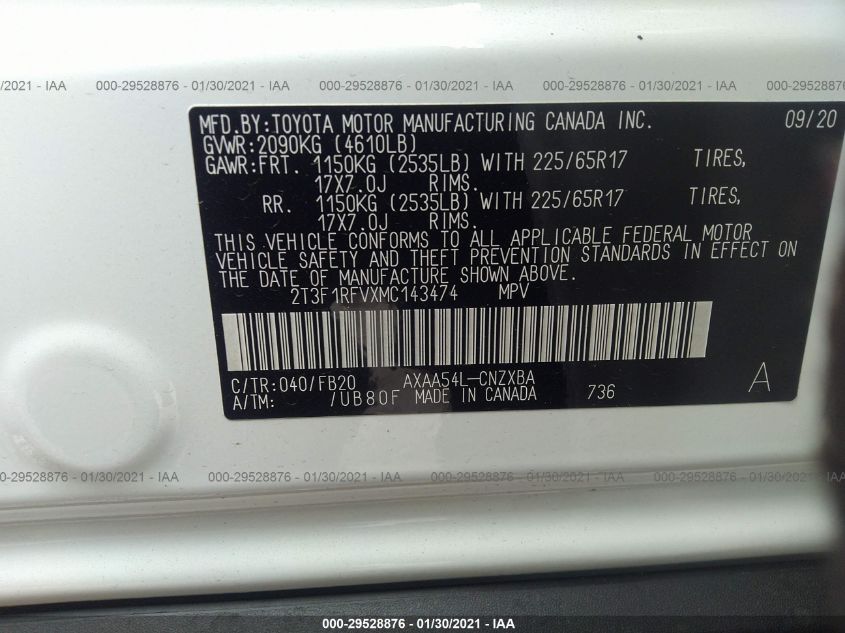 /2021 - IAA 000-29528876 - 01/30/2021 - IAA 000-29528876 - 01/30/2021 - IAA 000-29528876 - 01/30/2021 - IAA 000-29528876 - 01/30/20
MFD.BY:TOYOTA MOTOR MANUFACTURING CANADA INC. 09/20
GVWR:2090KG (4610LB)
GAWR:FRT. 1150KG (2535LB) WITH 225/65R17 TIRES,
17X7.0J RIMS.
RR. 1150KG (2535LB) WITH 225/65R17 TIRES,
17X7.0J RIMS.
THIS VEHICLE CONFORMS TO ALL APPLICABLE FEDERAL MOTOR
VEHICLE SAFETY AND THEFT PREVENTION STANDARDS IN EFFECT ON
THE DATE OF MANUFACTURE SHOWN ABOVE.
2T3F1RFVXMC143474 MPV
C/TR:040/FB20 AXAA54L-CNZXBA A
A/TM: /UB80F MADE IN CANADA 736
0-29528876 - 01/30/2021 - IAA 000-29528876 - 01/30/2021 - IAA 000-29528876 - 01/30/2021 - IAA 000-29528876 - 01/30/2021 - IAA
000-29528876 - 01/30/2021 - IAA